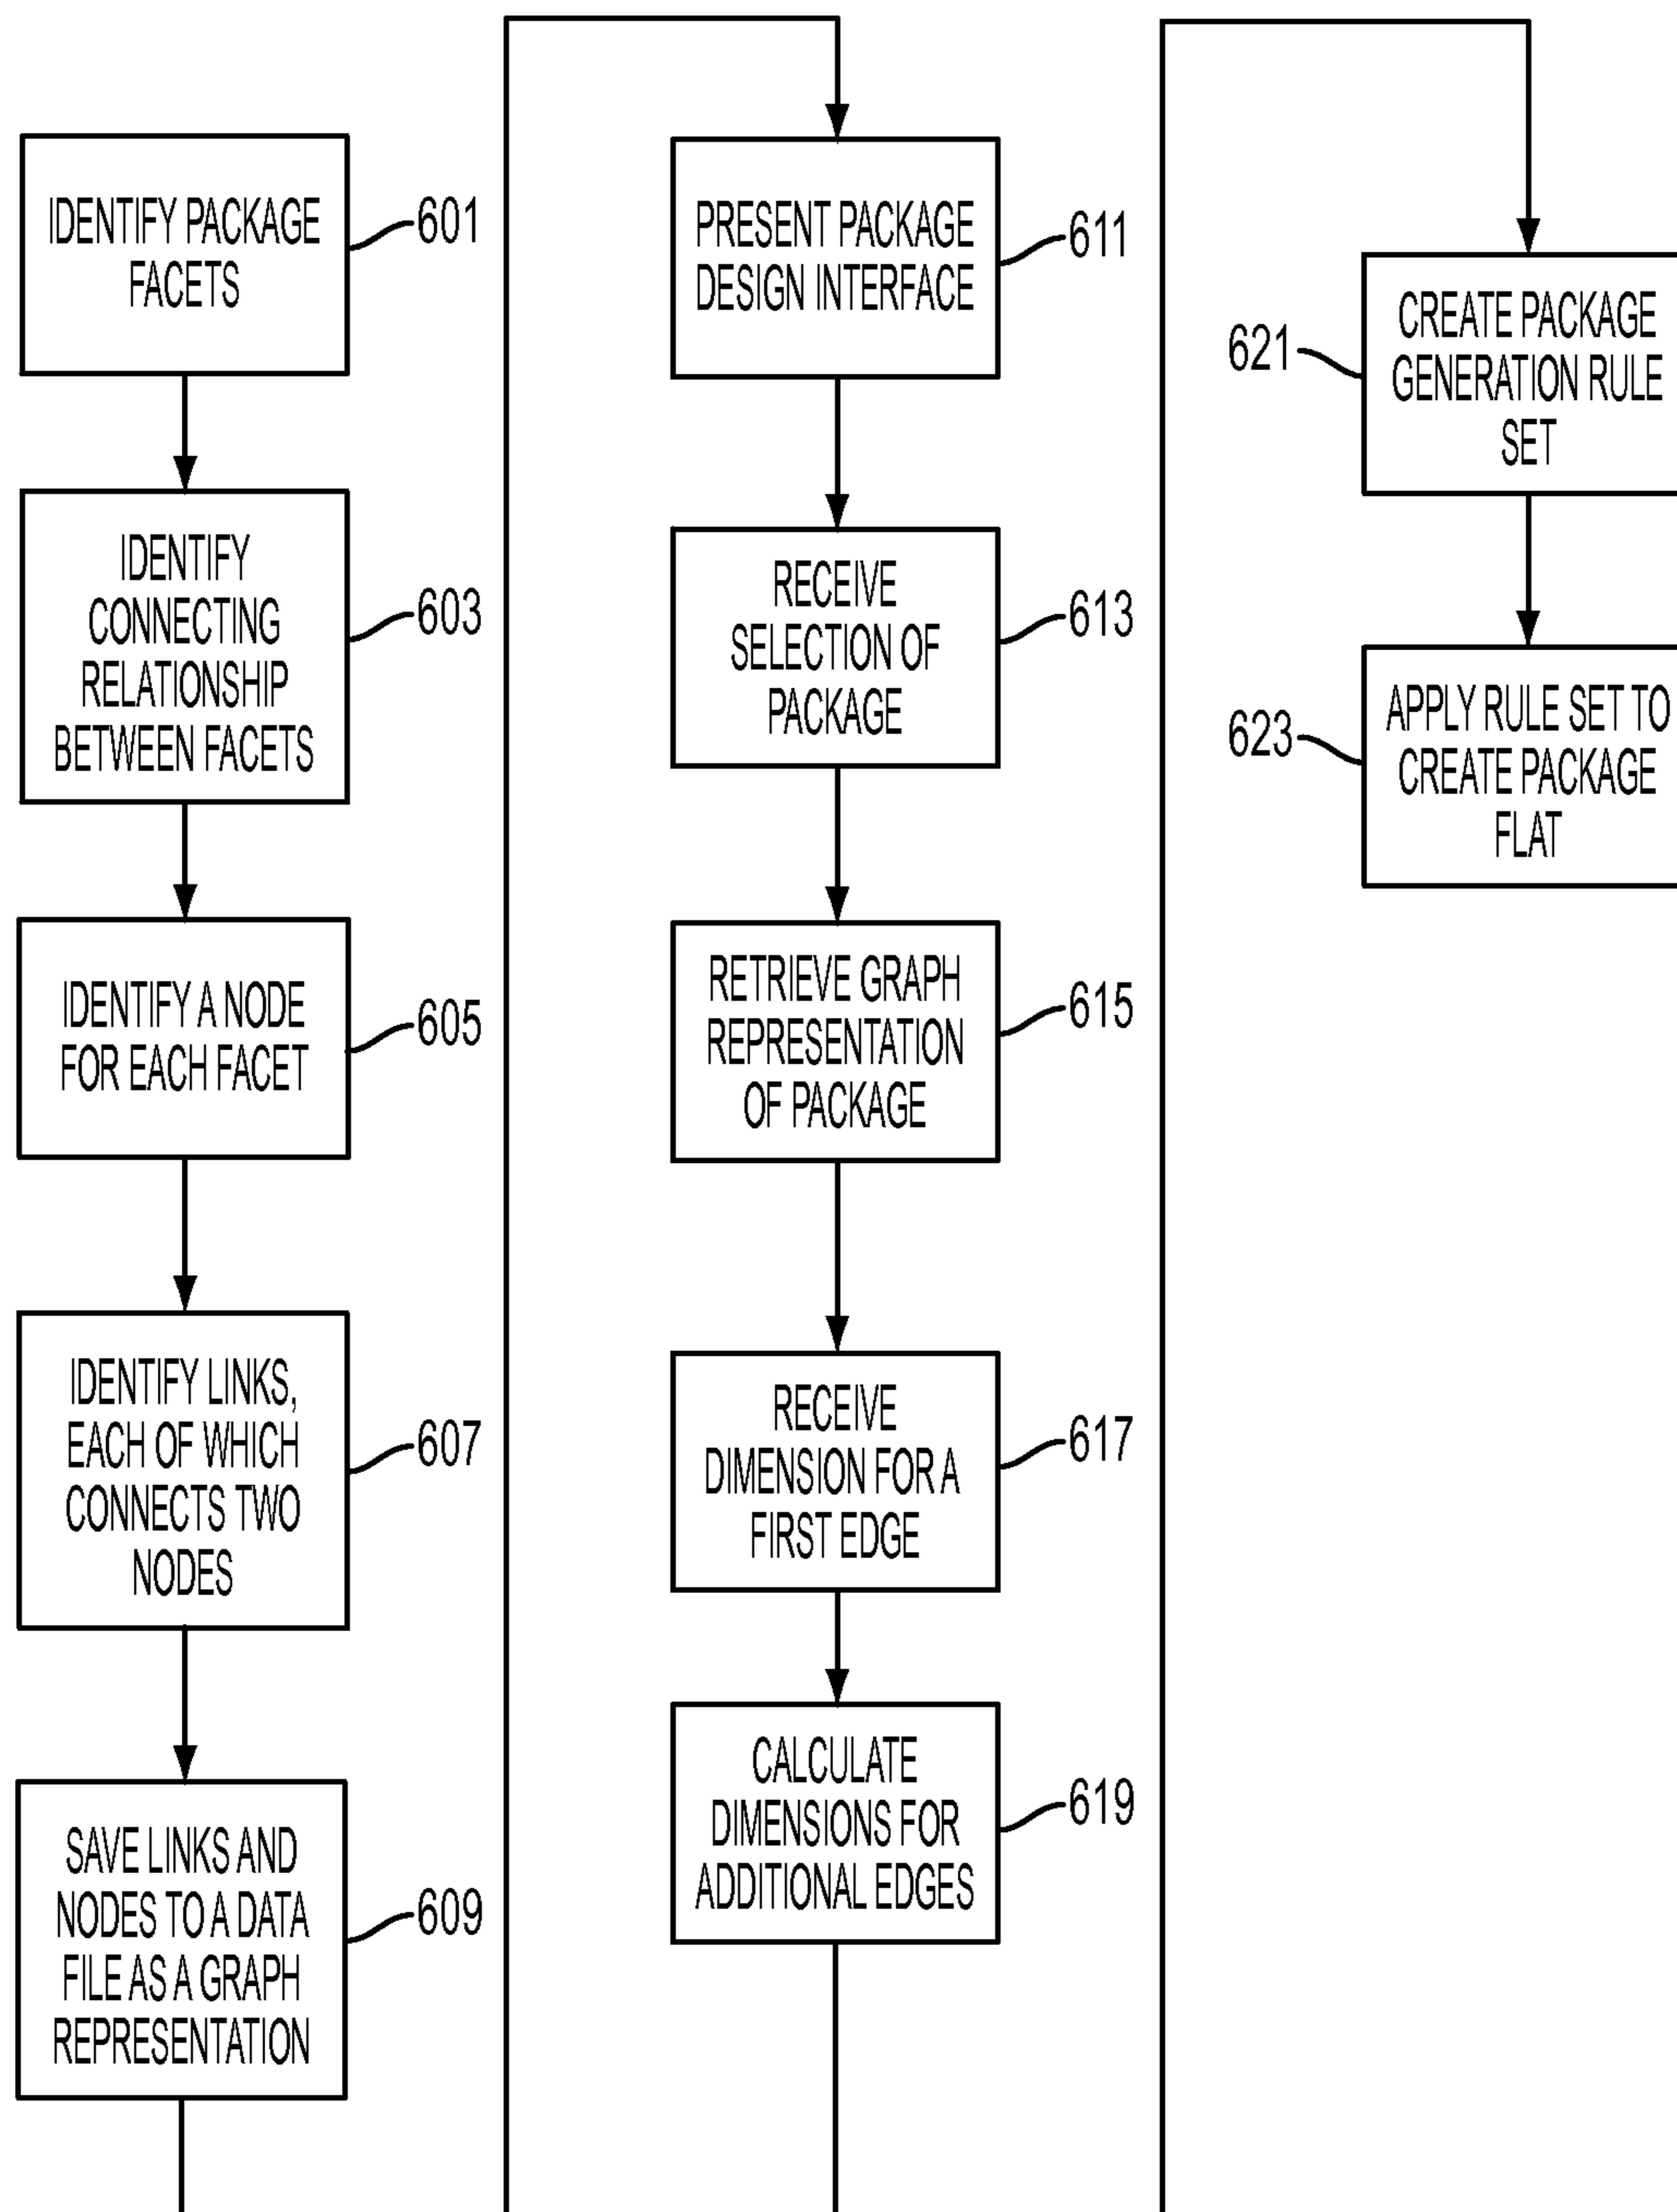 IDENTIFY PACKAGE
FACETS
601
IDENTIFY
CONNECTING
RELATIONSHIP
BETWEEN FACETS
603
IDENTIFY A NODE
FOR EACH FACET
605
IDENTIFY LINKS,
EACH OF WHICH
CONNECTS TWO
NODES
607
SAVE LINKS AND
NODES TO A DATA
FILE AS A GRAPH
REPRESENTATION
609
PRESENT PACKAGE
DESIGN INTERFACE
611
RECEIVE
SELECTION OF
PACKAGE
613
RETRIEVE GRAPH
REPRESENTATION
OF PACKAGE
615
RECEIVE
DIMENSION FOR A
FIRST EDGE
617
CALCULATE
DIMENSIONS FOR
ADDITIONAL EDGES
619
CREATE PACKAGE
GENERATION RULE
SET
621
APPLY RULE SET TO
CREATE PACKAGE
FLAT
623